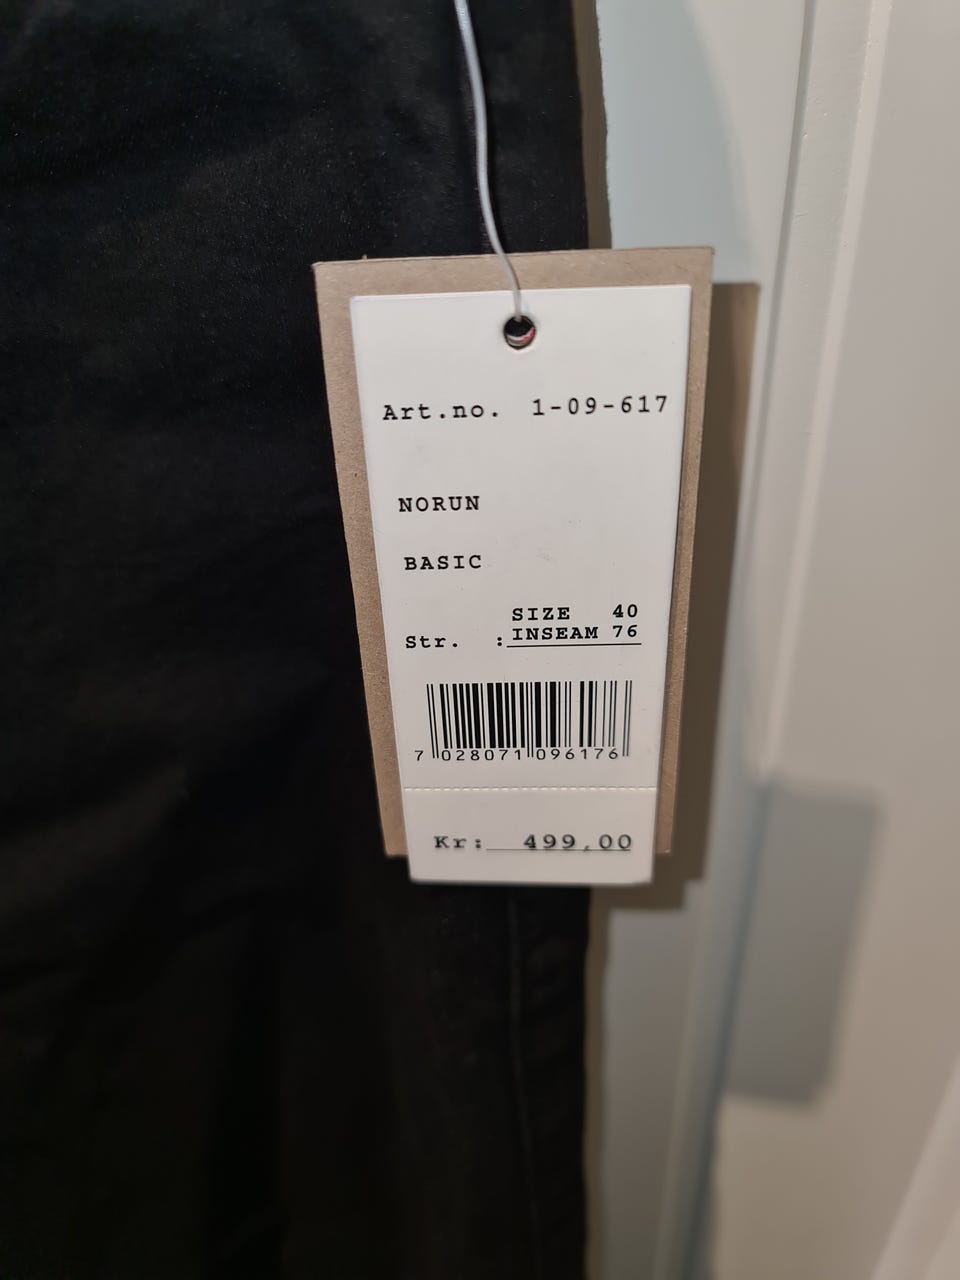 Art.no. 1-09-617
NORUN
BASIC
SIZE 40
Str. : INSEAM 76
7 028071 096176
Kr: 499,00